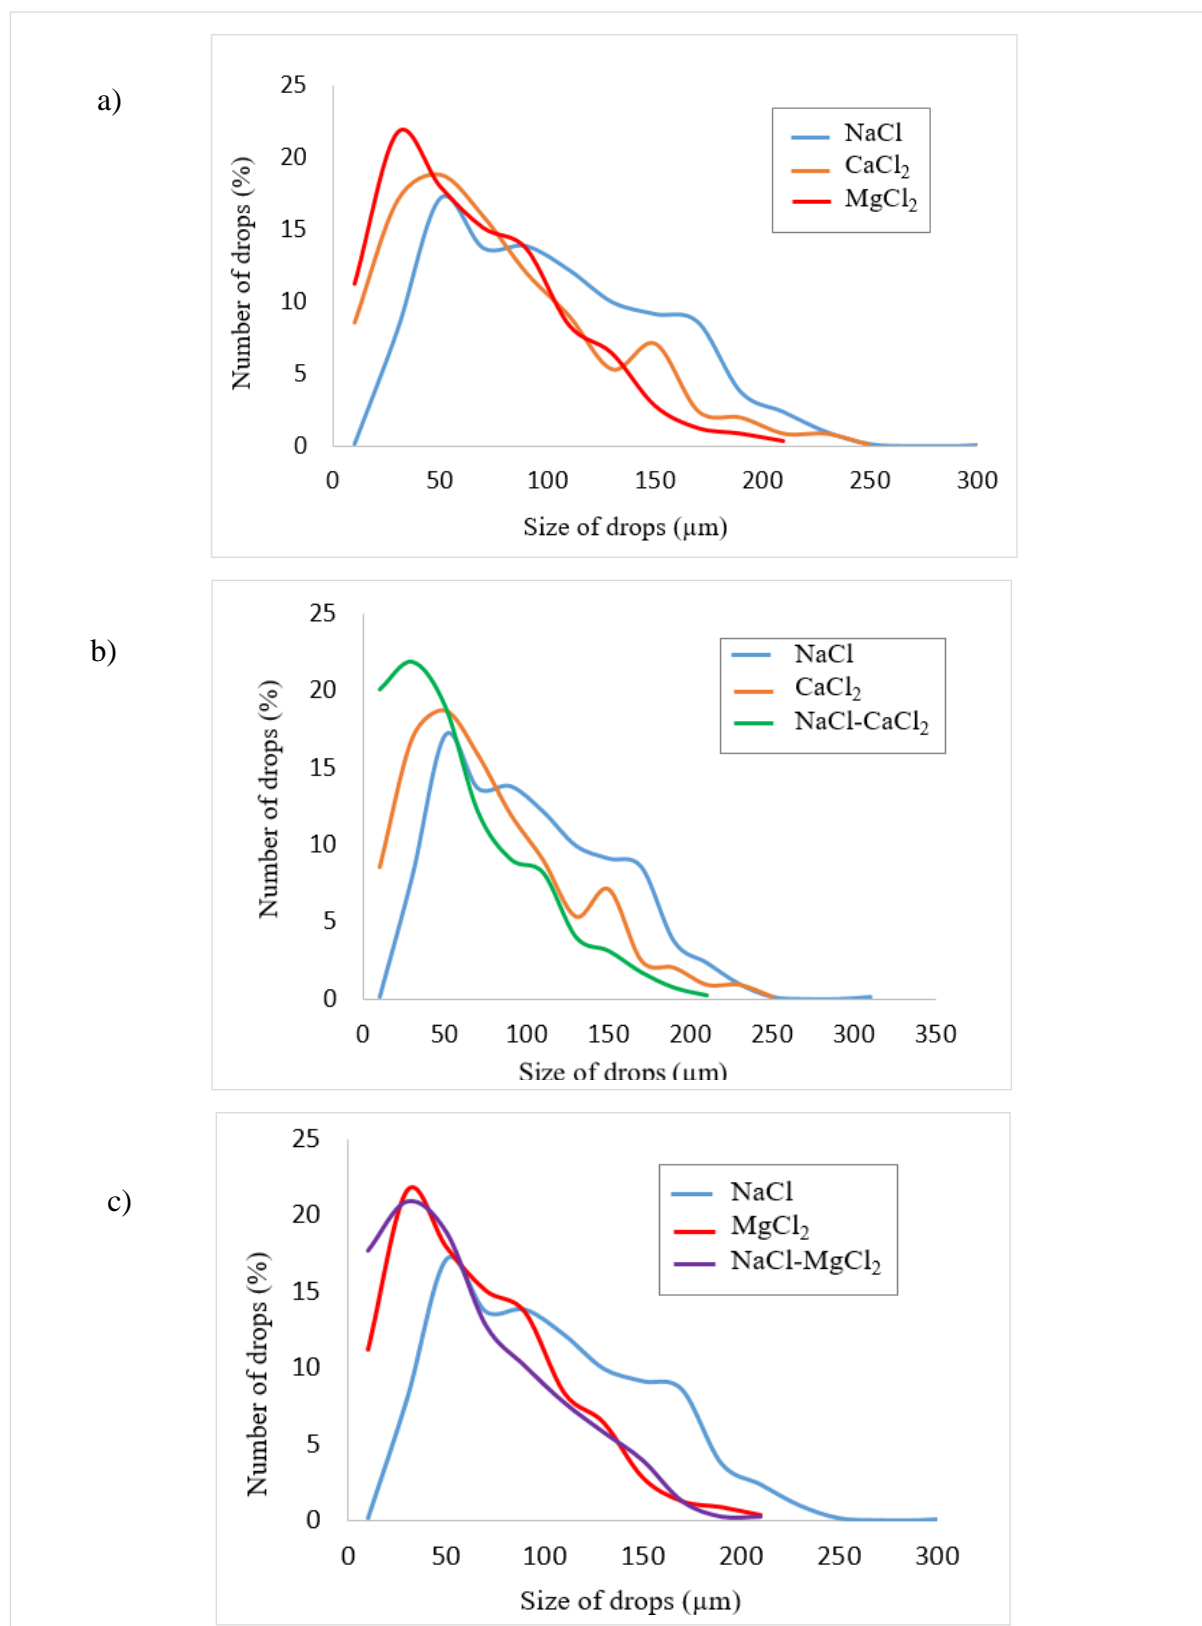 a)
25
20
15
10
5
0
Number of drops (%)
NaCl
CaCl₂
MgCl₂
0 50 100 150 200 250 300
Size of drops (µm)
b)
25
20
15
10
5
0
Number of drops (%)
NaCl
CaCl₂
NaCl-CaCl₂
0 50 100 150 200 250 300 350
Size of drops (µm)
c)
25
20
15
10
5
0
Number of drops (%)
NaCl
MgCl₂
NaCl-MgCl₂
0 50 100 150 200 250 300
Size of drops (µm)